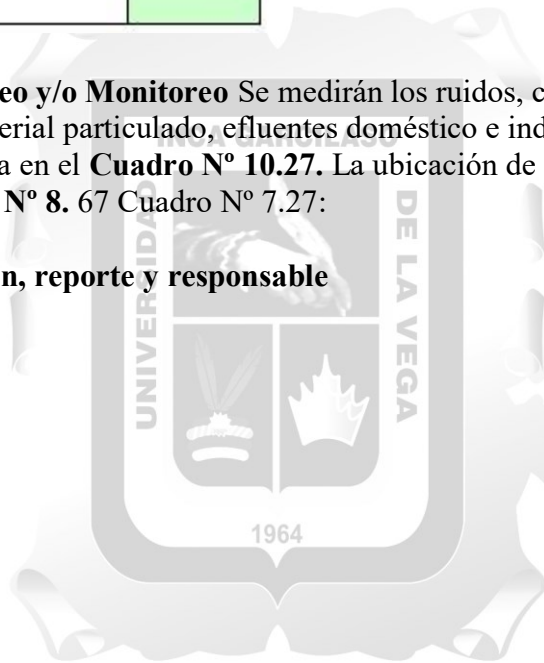 eo y/o Monitoreo Se medirán los ruidos, c
erial particulado, efluentes doméstico e ind
a en el Cuadro Nº 10.27. La ubicación de
Nº 8. 67 Cuadro Nº 7.27:
n, reporte y responsable
UNIVERSIDAD
INCA GARCILASO
DE LA VEGA
1964